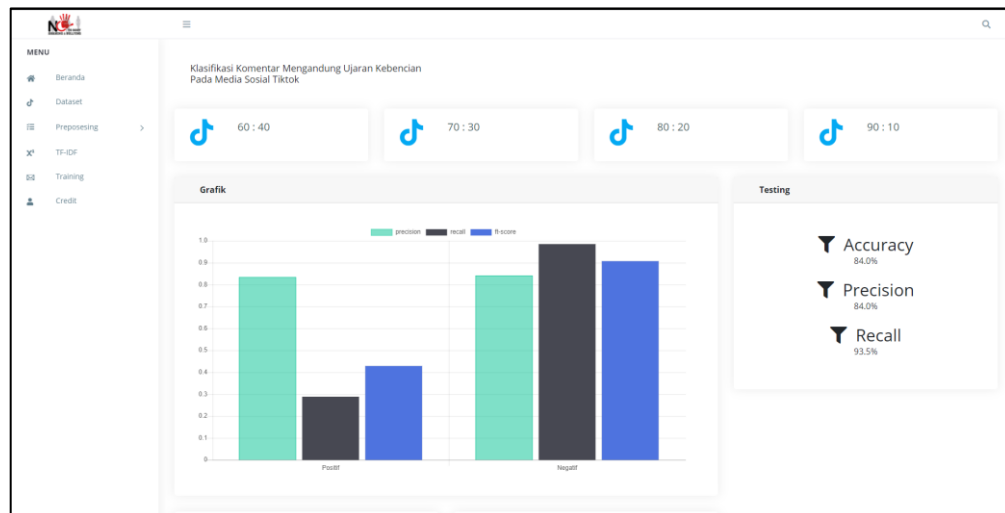 NO
MENU
Beranda
Dataset
Preposesing
TF-IDF
Training
Credit
Klasifikasi Komentar Mengandung Ujaran Kebencian
Pada Media Sosial Tiktok
60 : 40
70 : 30
80 : 20
90 : 10
Grafik
precision
recall
f1-score
1.0
0.9
0.8
0.7
0.6
0.5
0.4
0.3
0.2
0.1
0
Positif
Negatif
Testing
Accuracy
84.0%
Precision
84.0%
Recall
93.5%